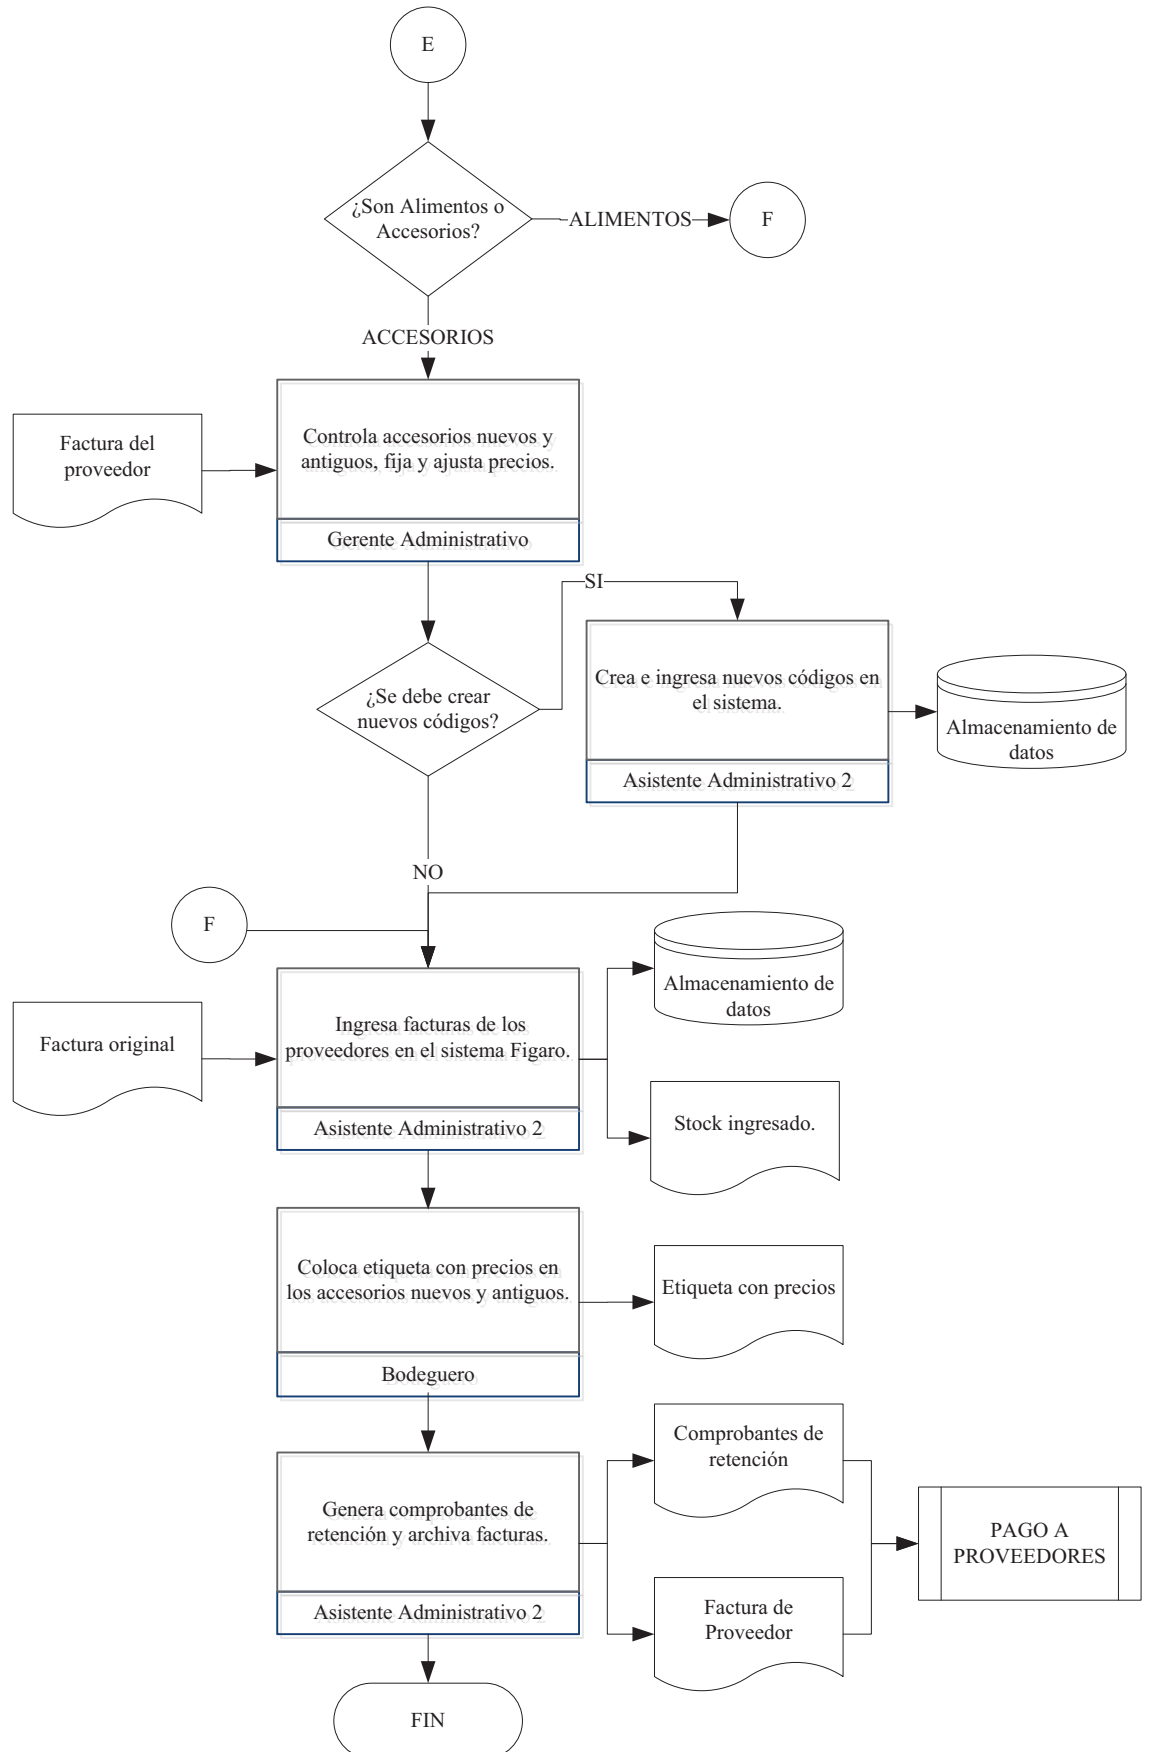 E
¿Son Alimentos o
Accesorios?
ALIMENTOS
F
ACCESORIOS
Factura del
proveedor
Controla accesorios nuevos y
antiguos, fija y ajusta precios.
Gerente Administrativo
SI
¿Se debe crear
nuevos códigos?
Crea e ingresa nuevos códigos en
el sistema.
Asistente Administrativo 2
Almacenamiento de
datos
NO
F
Factura original
Ingresa facturas de los
proveedores en el sistema Figaro.
Asistente Administrativo 2
Almacenamiento de
datos
Stock ingresado.
Coloca etiqueta con precios en
los accesorios nuevos y antiguos.
Bodeguero
Etiqueta con precios
Genera comprobantes de
retención y archiva facturas.
Asistente Administrativo 2
Comprobantes de
retención
Factura de
Proveedor
PAGO A
PROVEEDORES
FIN